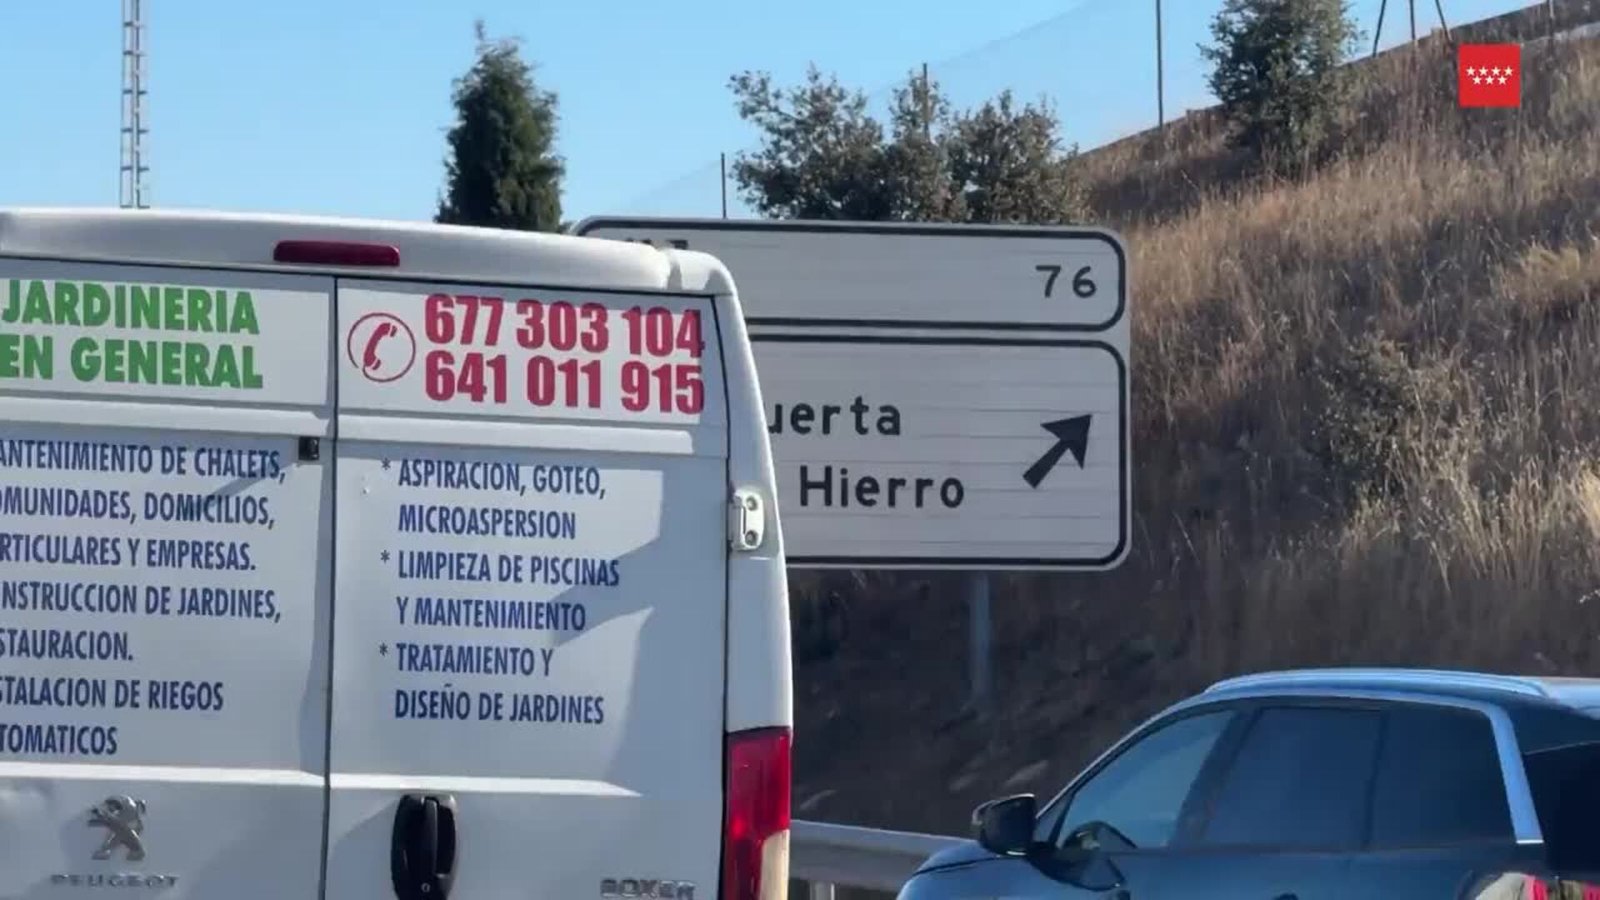 JARDINERIA
EN GENERAL
677 303 104
641 011 915
ANTENIMIENTO DE CHALETS,
OMUNIDADES, DOMICILIOS,
RTICULARES Y EMPRESAS.
NSTRUCCION DE JARDINES,
STAURACION.
STALACION DE RIEGOS
TOMATICOS
* ASPIRACION, GOTEO,
MICROASPERSION
* LIMPIEZA DE PISCINAS
Y MANTENIMIENTO
* TRATAMIENTO Y
DISEÑO DE JARDINES
PEUGEOT
BOXER
76
uerta
Hierro